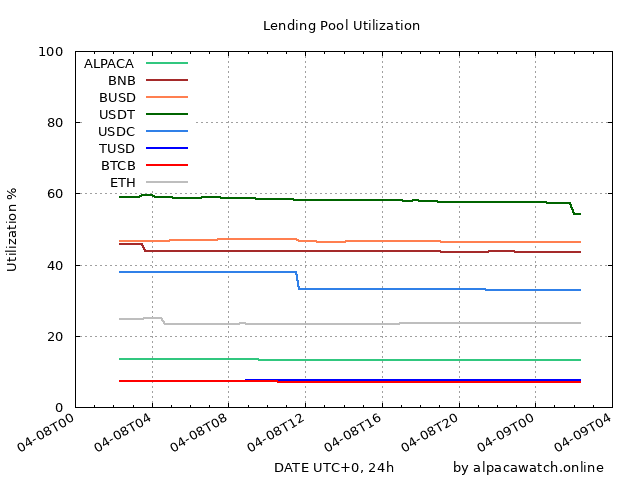 Lending Pool Utilization
Utilization %
100
80
60
40
20
0
ALPACA
BNB
BUSD
USDT
USDC
TUSD
BTCB
ETH
04-08T00
04-08T04
04-08T08
04-08T12
04-08T16
04-08T20
04-09T00
04-09T04
DATE UTC+0, 24h
by alpacawatch.online